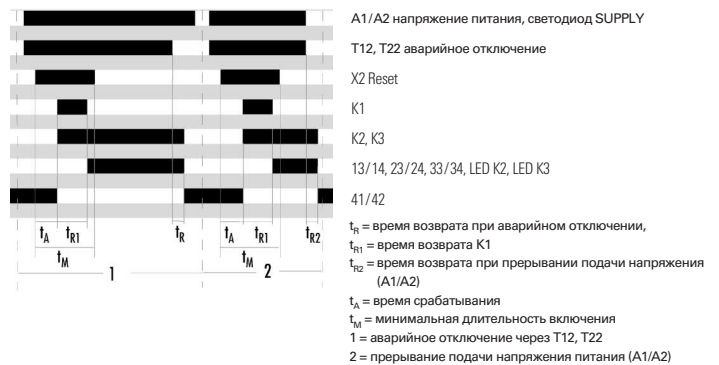 A1/A2 напряжение питания, светодиод SUPPLY
T12, T22 аварийное отключение
X2 Reset
K1
K2, K3
13/14, 23/24, 33/34, LED K2, LED K3
41/42
tA tR1 tR tA tR1 tR2
tM tM
1 2
tR = время возврата при аварийном отключении,
tR1 = время возврата K1
tR2 = время возврата при прерывании подачи напряжения
(A1/A2)
tA = время срабатывания
tM = минимальная длительность включения
1 = аварийное отключение через T12, T22
2 = прерывание подачи напряжения питания (A1/A2)